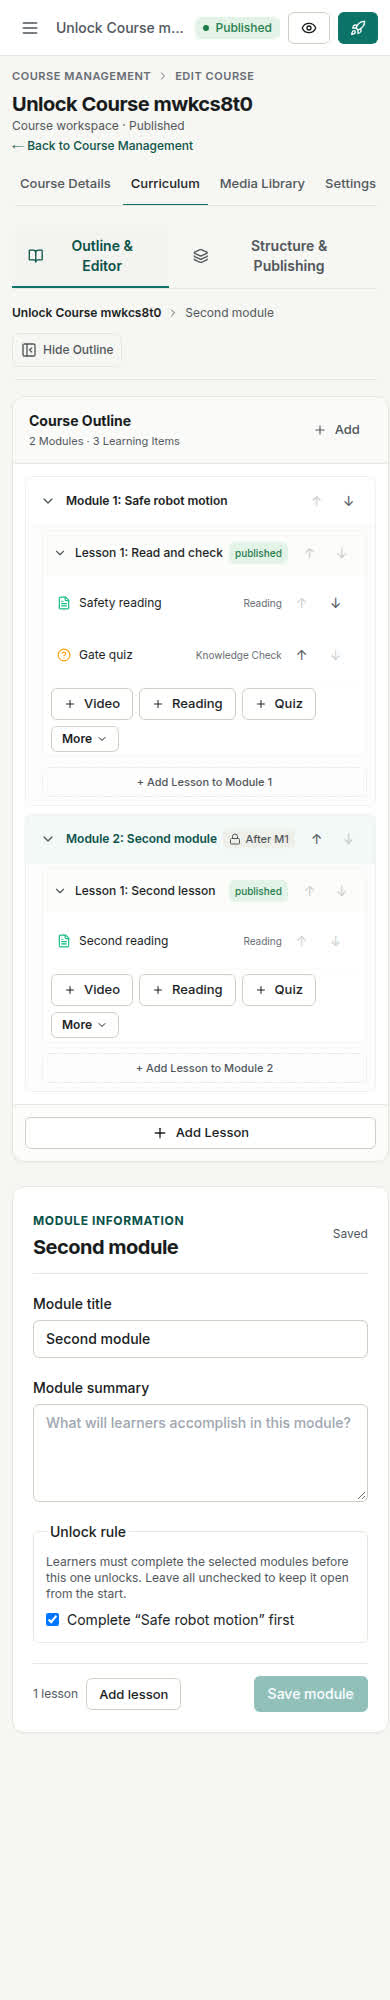 Unlock Course m...
Published
COURSE MANAGEMENT > EDIT COURSE
Unlock Course mwkcs8t0
Course workspace · Published
← Back to Course Management
Course Details Curriculum Media Library Settings
Outline & Editor
Structure & Publishing
Unlock Course mwkcs8t0 > Second module
Hide Outline
Course Outline
2 Modules · 3 Learning Items
+ Add
Module 1: Safe robot motion
Lesson 1: Read and check published
Safety reading Reading
Gate quiz Knowledge Check
+ Video + Reading + Quiz
More
+ Add Lesson to Module 1
Module 2: Second module After M1
Lesson 1: Second lesson published
Second reading Reading
+ Video + Reading + Quiz
More
+ Add Lesson to Module 2
+ Add Lesson
MODULE INFORMATION
Second module
Saved
Module title
Second module
Module summary
What will learners accomplish in this module?
Unlock rule
Learners must complete the selected modules before
this one unlocks. Leave all unchecked to keep it open
from the start.
Complete “Safe robot motion” first
1 lesson Add lesson Save module